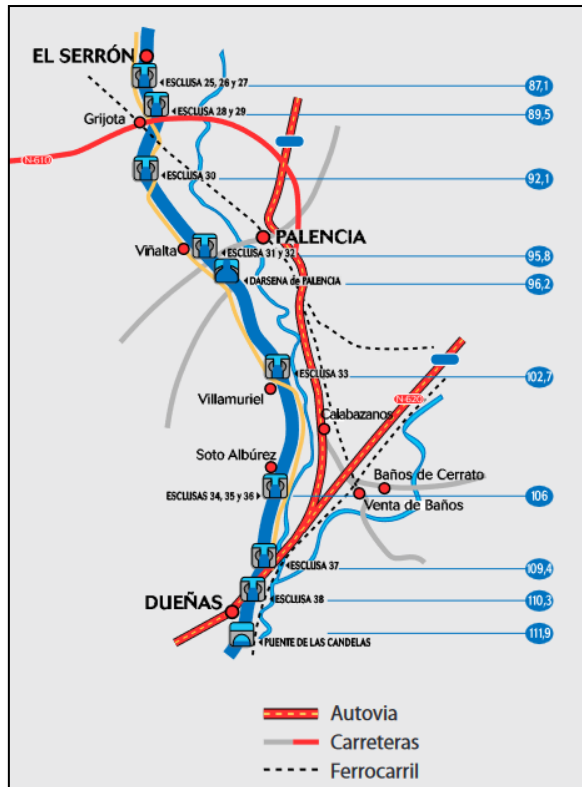 EL SERRÓN
ESCLUSA 25, 26 y 27
87,1
ESCLUSA 28 y 29
89,5
Grijota
N-610
ESCLUSA 30
92,1
PALENCIA
Viñalta
ESCLUSA 31 y 32
95,8
DARSENA de PALENCIA
96,2
ESCLUSA 33
102,7
Villamuriel
N-620
Calabazanos
Soto Albúrez
Baños de Cerrato
ESCLUSAS 34, 35 y 36
106
Venta de Baños
ESCLUSA 37
109,4
ESCLUSA 38
110,3
DUEÑAS
111,9
PUENTE DE LAS CANDELAS
Autovia
Carreteras
Ferrocarril